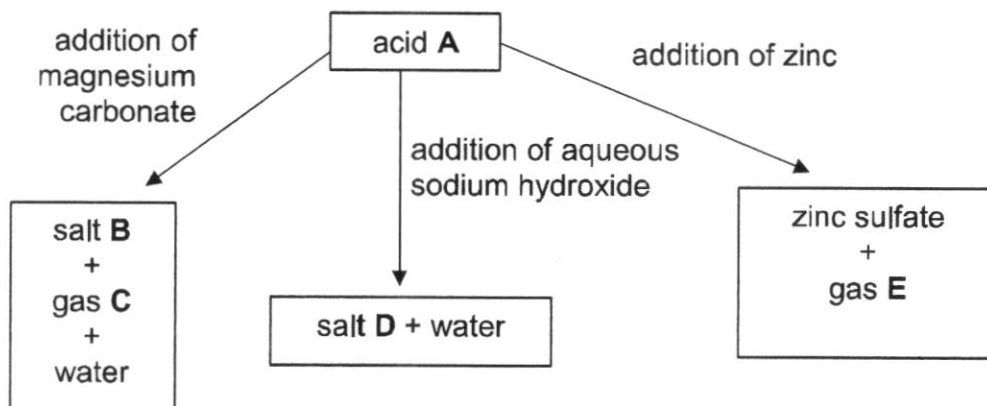 acid A
addition of
magnesium
carbonate
addition of zinc
addition of aqueous
sodium hydroxide
salt B
+
gas C
+
water
salt D + water
zinc sulfate
+
gas E